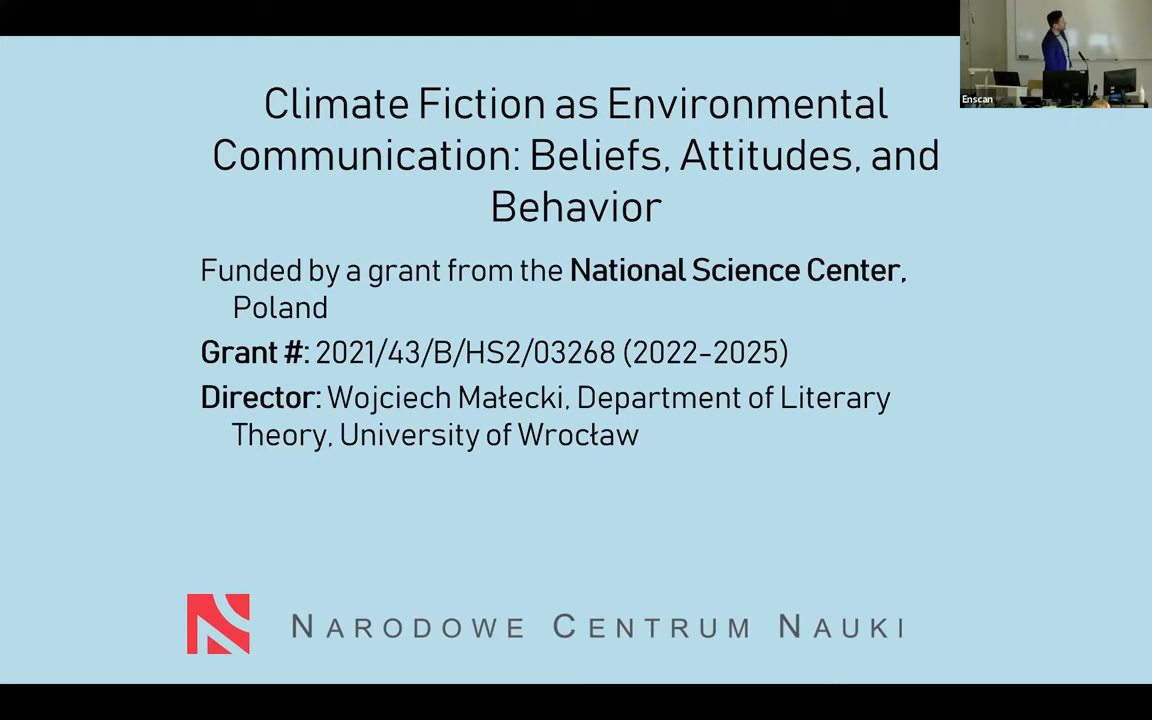 Climate Fiction as Environmental
Communication: Beliefs, Attitudes, and
Behavior
Funded by a grant from the National Science Center,
Poland
Grant #: 2021/43/B/HS2/03268 (2022-2025)
Director: Wojciech Małecki, Department of Literary
Theory, University of Wrocław
NARODOWE CENTRUM NAUKI
Enscan